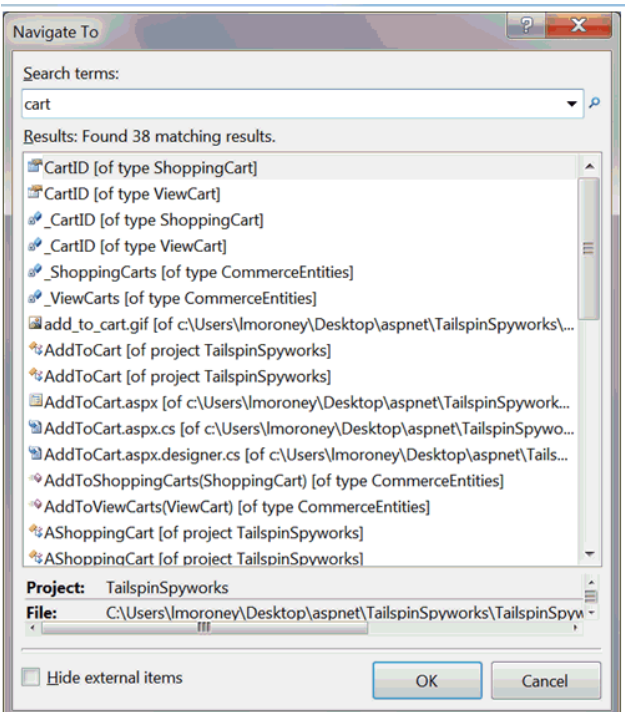 Navigate To
Search terms:
cart
Results: Found 38 matching results.
CartID [of type ShoppingCart]
CartID [of type ViewCart]
_CartID [of type ShoppingCart]
_CartID [of type ViewCart]
_ShoppingCarts [of type CommerceEntities]
_ViewCarts [of type CommerceEntities]
add_to_cart.gif [of c:\Users\lmoroney\Desktop\aspnet\TailspinSpyworks\...
AddToCart [of project TailspinSpyworks]
AddToCart [of project TailspinSpyworks]
AddToCart.aspx [of c:\Users\lmoroney\Desktop\aspnet\TailspinSpywork...
AddToCart.aspx.cs [of c:\Users\lmoroney\Desktop\aspnet\TailspinSpywo...
AddToCart.aspx.designer.cs [of c:\Users\lmoroney\Desktop\aspnet\Tails...
AddToShoppingCarts(ShoppingCart) [of type CommerceEntities]
AddToViewCarts(ViewCart) [of type CommerceEntities]
AShoppingCart [of project TailspinSpyworks]
AShoppingCart [of project TailspinSpyworks]
Project: TailspinSpyworks
File: C:\Users\lmoroney\Desktop\aspnet\TailspinSpyworks\TailspinSpyw
Hide external items
OK
Cancel